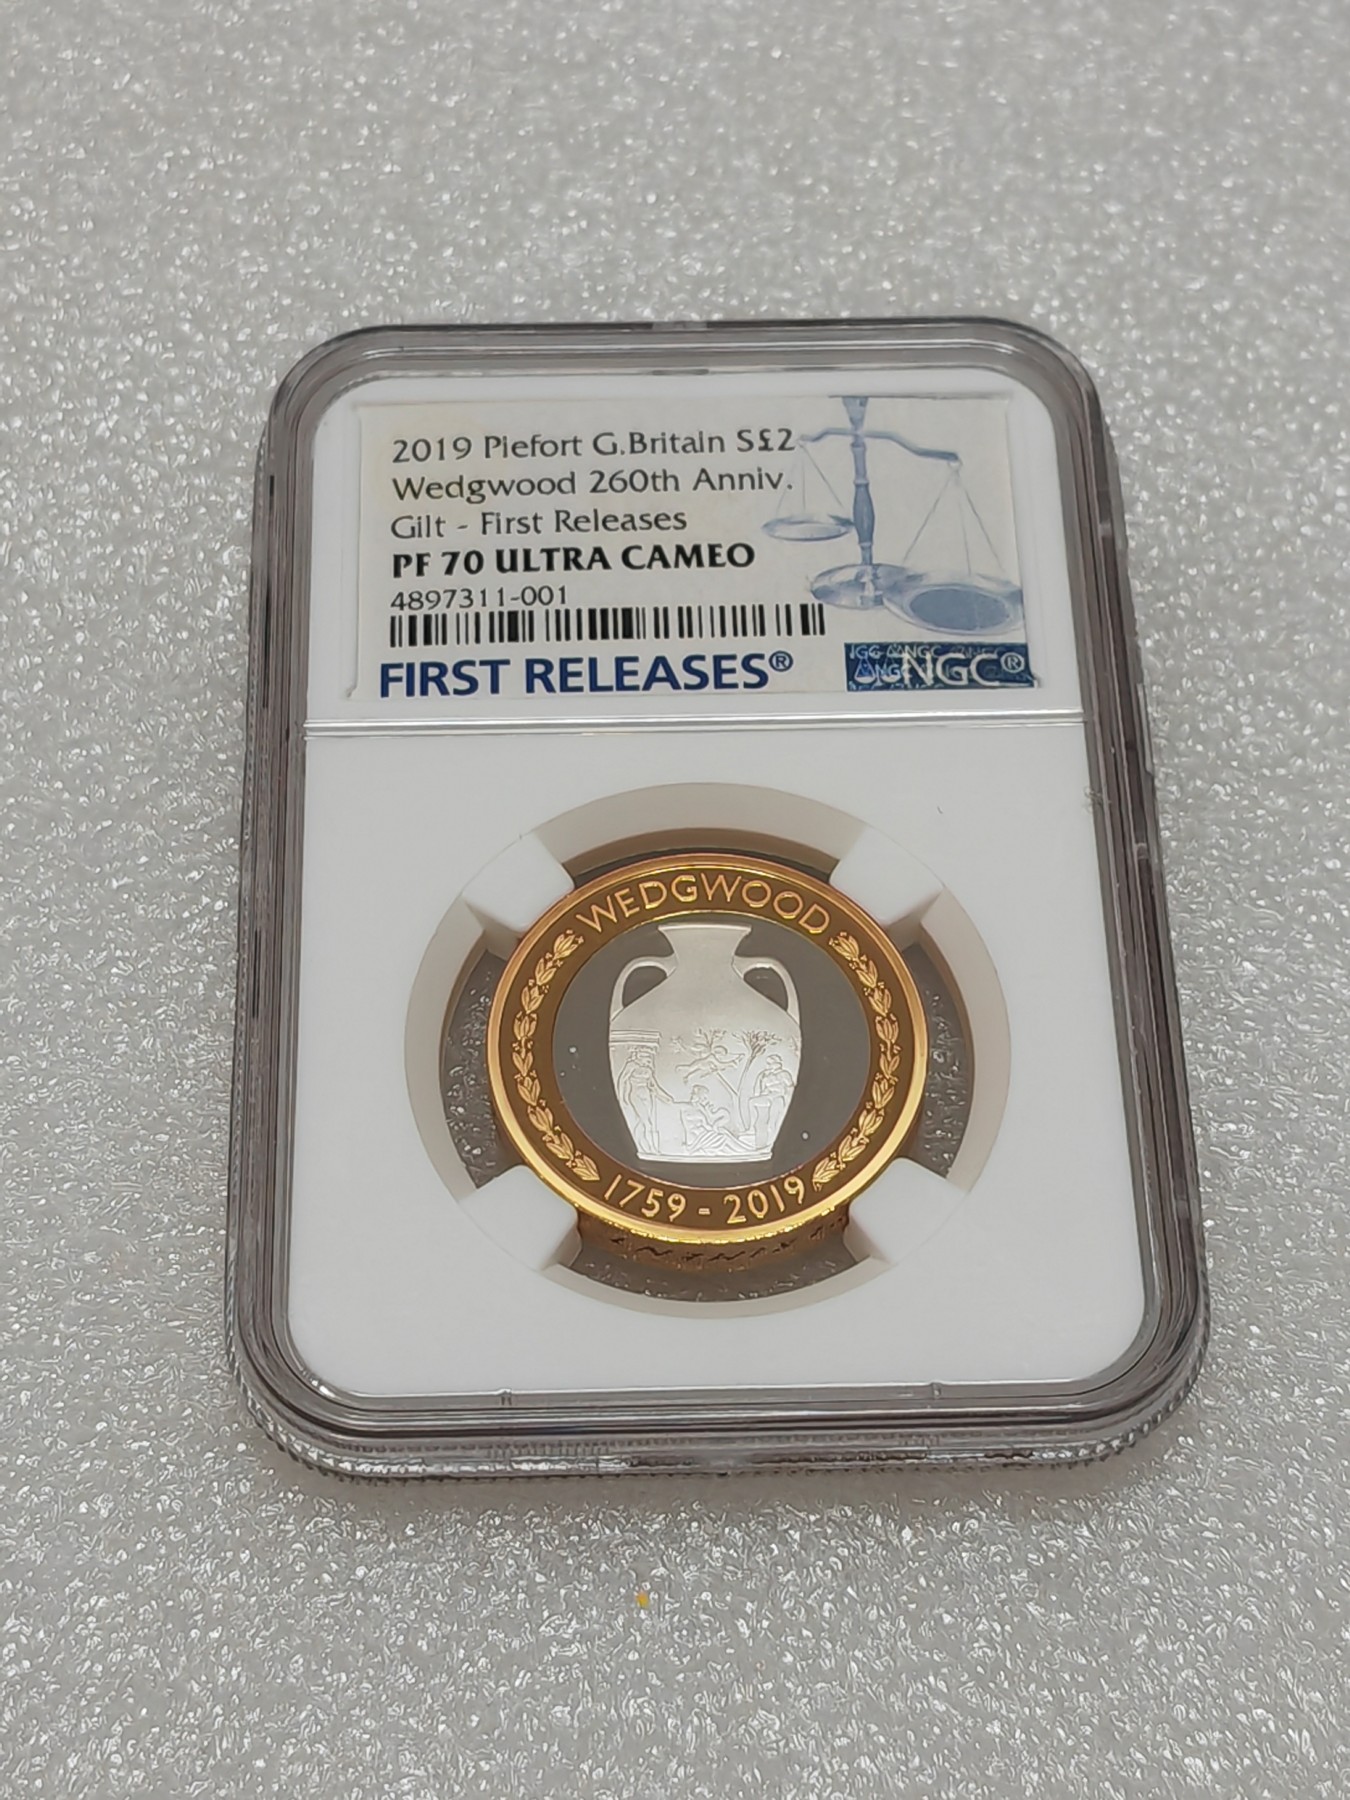 2019 Piefort G.Britain S£2
Wedgwood 260th Anniv.
Gilt - First Releases
PF 70 ULTRA CAMEO
4897311-001
FIRST RELEASES®
NGC®
WEDGWOOD
1759 - 2019